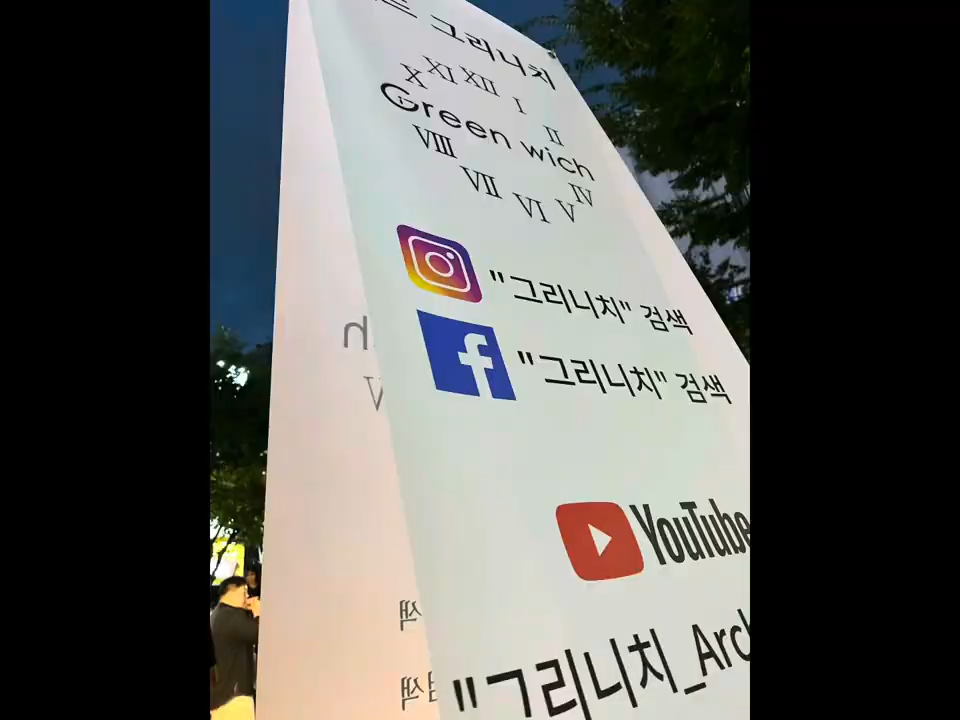 그리니치
X XI XII I
II
Green wich
VIII
VII VI V IV
"그리니치" 검색
"그리니치" 검색
YouTube
"그리니치_Arch